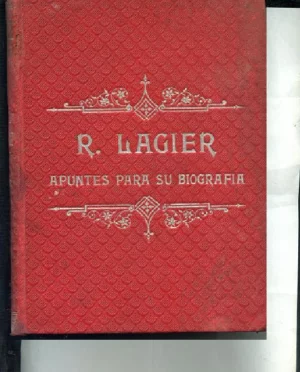 R. LAGIER
APUNTES PARA SU BIOGRAFIA